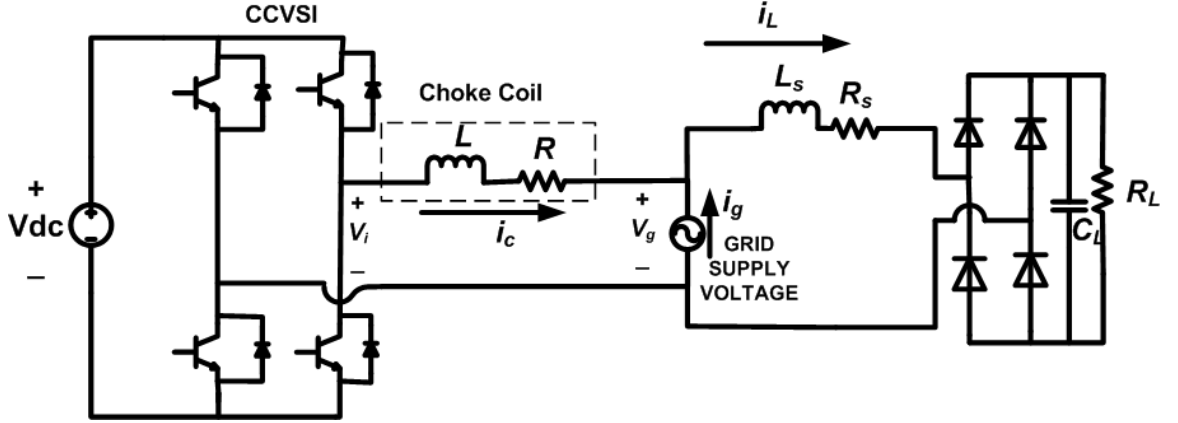 CCVSI
i_L
Choke Coil
L_s
R_s
L
R
+
Vdc
–
+
V_i
–
i_c
+
V_g
–
i_g
GRID
SUPPLY
VOLTAGE
C_L
R_L